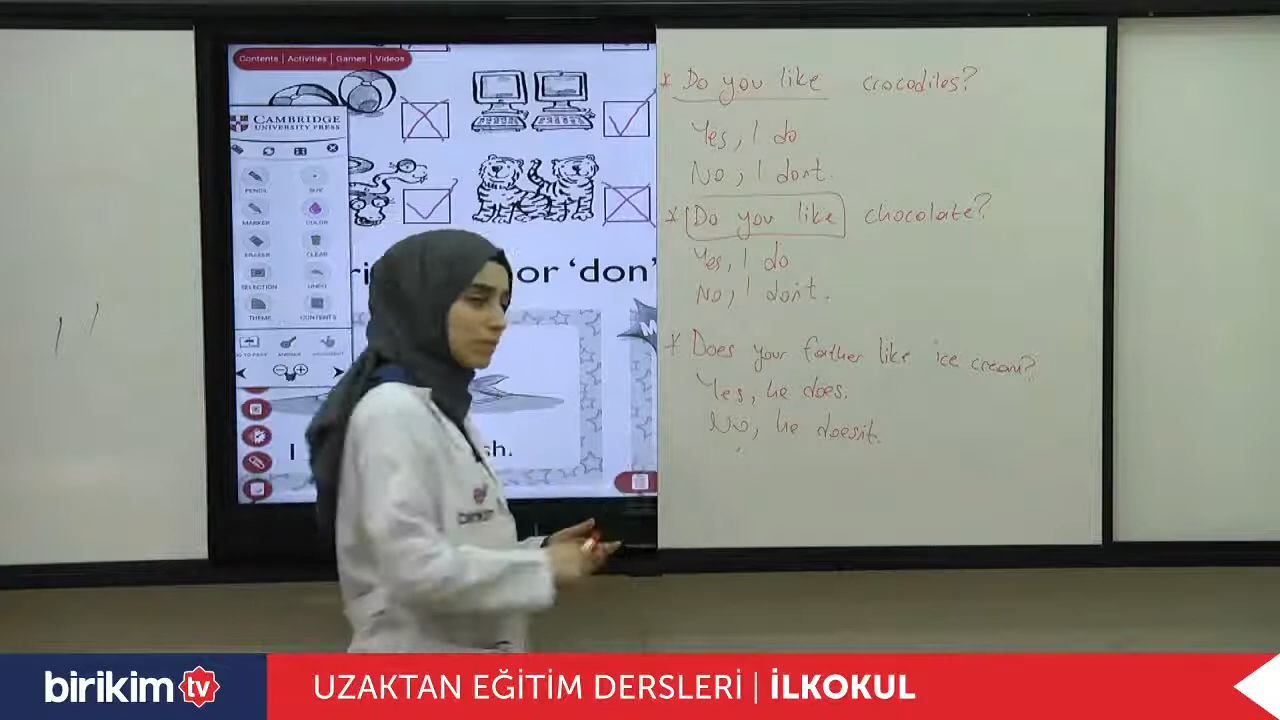 Contents | Activities | Games | Videos
CAMBRIDGE
UNIVERSITY PRESS
PENCIL
SIZE
MARKER
COLOR
ERASER
CLEAR
SELECTION
UNDO
THEME
CONTENTS
or 'don'
I
sh.
* Do you like crocodiles?
Yes, I do
No, I don't.
* Do you like chocolate?
Yes, I do
No, I don't.
* Does your father like ice cream?
Yes, he does.
No, he doesn't.
birikim
birikim tv
UZAKTAN EĞİTİM DERSLERİ | İLKOKUL